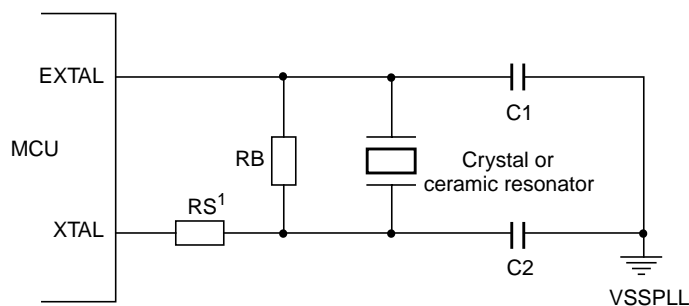 EXTAL
C1
MCU
RB
Crystal or
ceramic resonator
RS1
XTAL
C2
VSSPLL